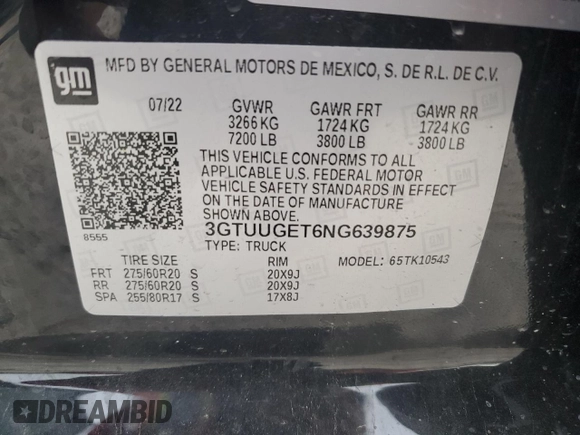 gm
MFD BY GENERAL MOTORS DE MEXICO, S. DE R.L. DE C.V.
07/22 GVWR GAWR FRT GAWR RR
3266 KG 1724 KG 1724 KG
7200 LB 3800 LB 3800 LB
THIS VEHICLE CONFORMS TO ALL
APPLICABLE U.S. FEDERAL MOTOR
VEHICLE SAFETY STANDARDS IN EFFECT
ON THE DATE OF MANUFACTURE
SHOWN ABOVE.
8555 3GTUUGET6NG639875
TYPE: TRUCK
TIRE SIZE RIM MODEL: 65TK10543
FRT 275/60R20 S 20X9J
RR 275/60R20 S 20X9J
SPA 255/80R17 S 17X8J
DREAMBID